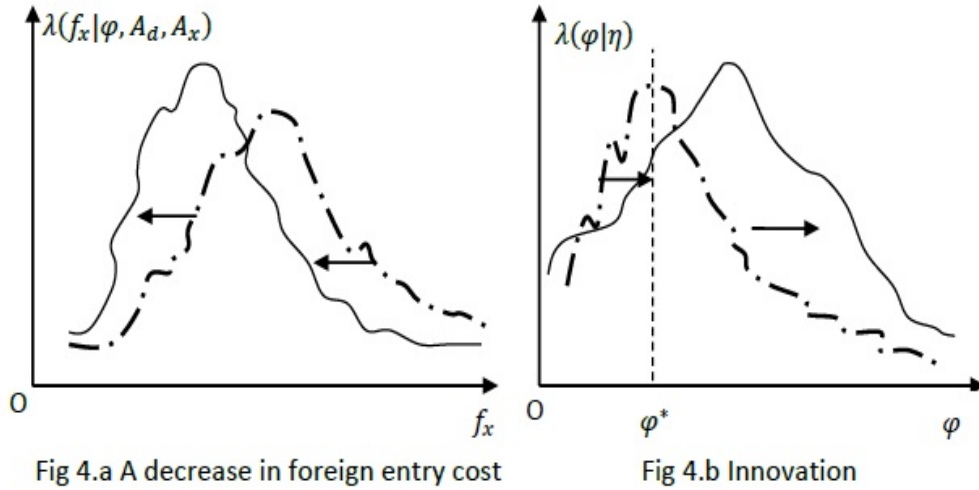 λ(f_x|φ, A_d, A_x)
O
f_x
Fig 4.a A decrease in foreign entry cost
λ(φ|η)
O
φ*
φ
Fig 4.b Innovation